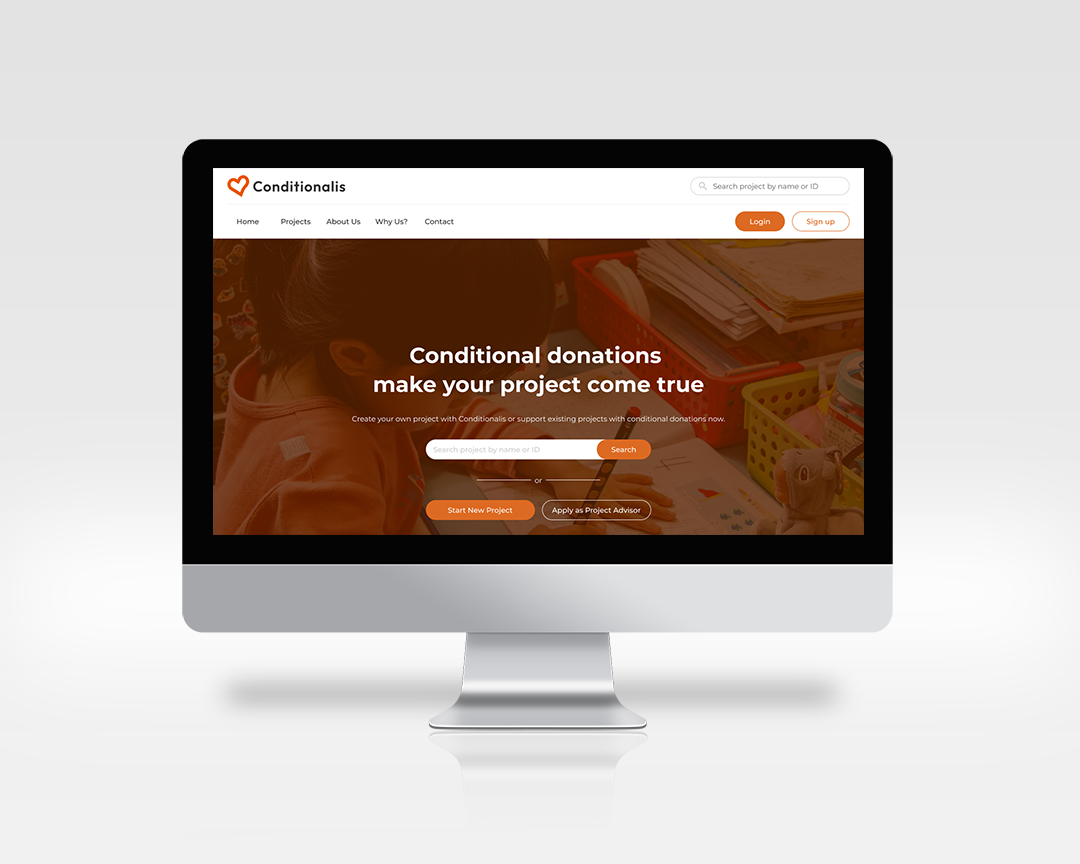 Conditionalis
Search project by name or ID
Home Projects About Us Why Us? Contact
Login Sign up
Conditional donations
make your project come true
Create your own project with Conditionalis or support existing projects with conditional donations now.
Search project by name or ID Search
or
Start New Project Apply as Project Advisor